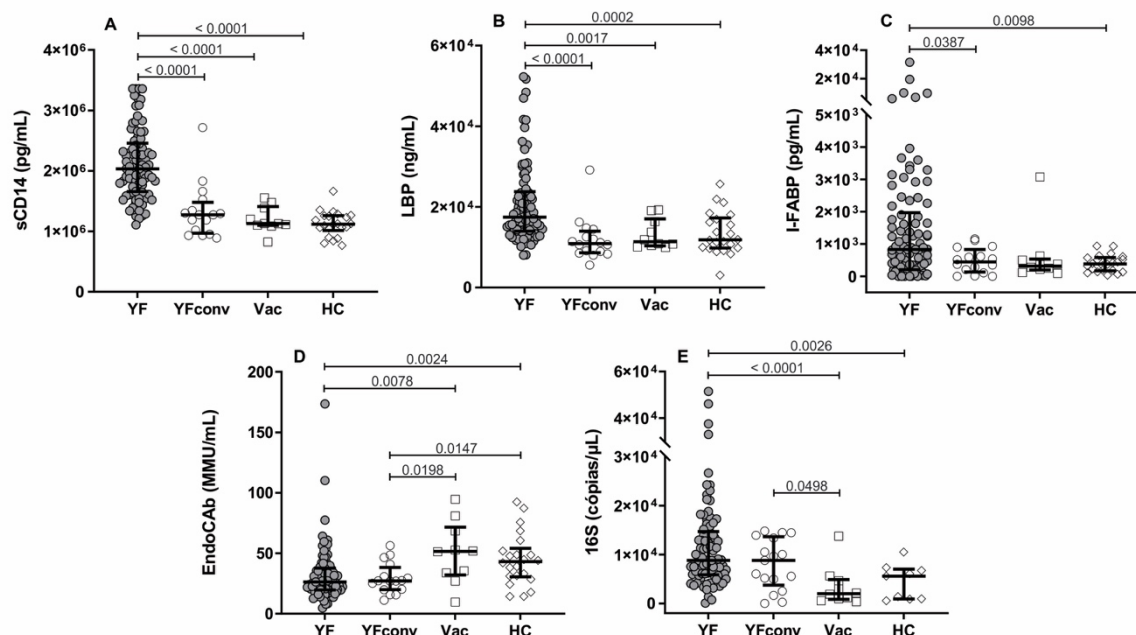 A
< 0.0001
< 0.0001
< 0.0001
4×10⁶
3×10⁶
2×10⁶
1×10⁶
0
sCD14 (pg/mL)
YF YFconv Vac HC
B
0.0002
0.0017
< 0.0001
6×10⁴
4×10⁴
2×10⁴
0
LBP (ng/mL)
YF YFconv Vac HC
C
0.0098
0.0387
4×10⁴
2×10⁴
5×10³
4×10³
3×10³
2×10³
1×10³
0
I-FABP (pg/mL)
YF YFconv Vac HC
D
0.0024
0.0078
0.0147
0.0198
200
150
100
50
0
EndoCAb (MMU/mL)
YF YFconv Vac HC
E
0.0026
< 0.0001
0.0498
6×10⁴
4×10⁴
3×10⁴
2×10⁴
1×10⁴
0
16S (cópias/µL)
YF YFconv Vac HC